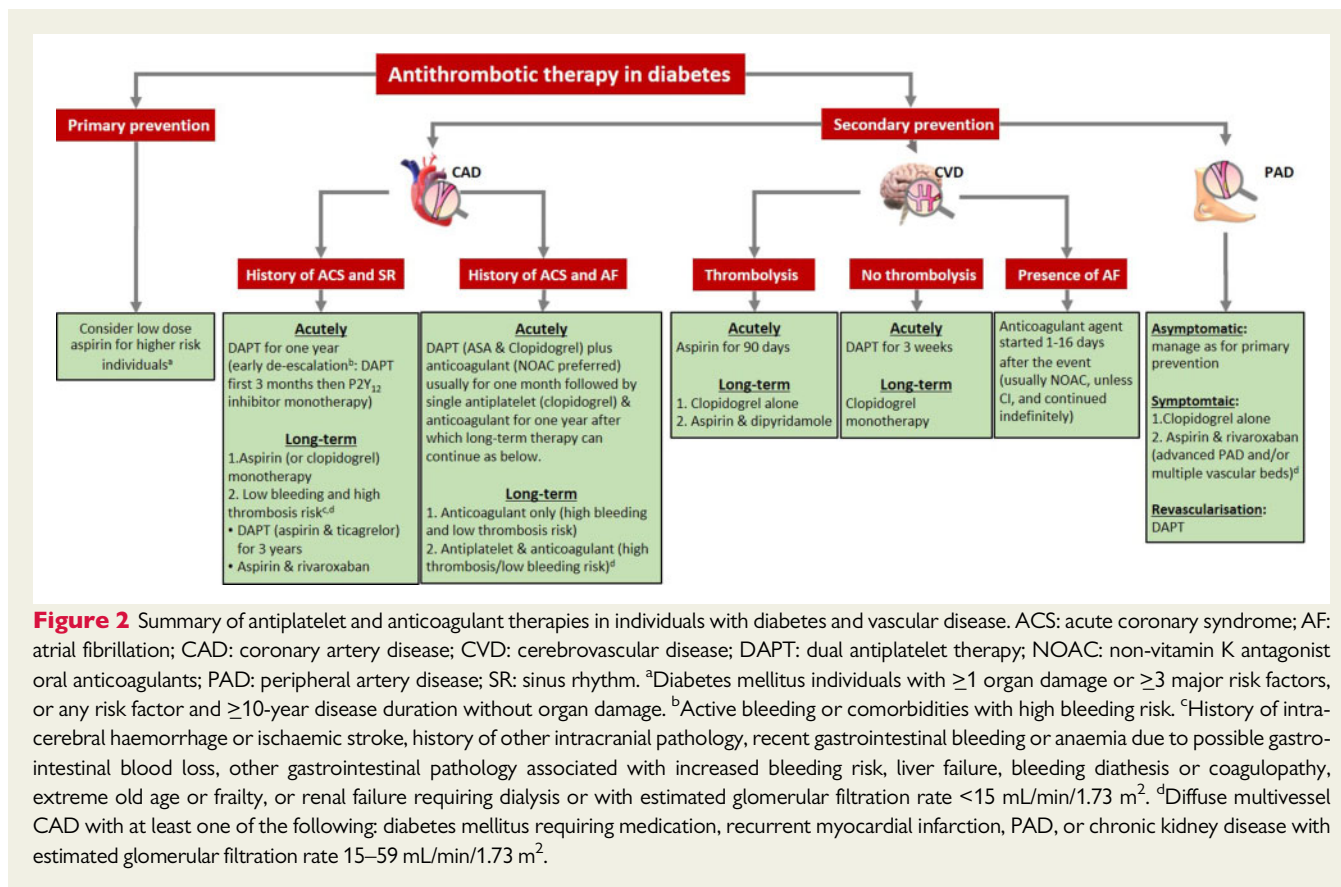 Antithrombotic therapy in diabetes
Primary prevention
Secondary prevention
CAD
CVD
PAD
History of ACS and SR
History of ACS and AF
Thrombolysis
No thrombolysis
Presence of AF
Consider low dose
aspirin for higher risk
individualsᵃ
Acutely
DAPT for one year
(early de-escalationᵇ: DAPT
first 3 months then P2Y₁₂
inhibitor monotherapy)
Long-term
1.Aspirin (or clopidogrel)
monotherapy
2. Low bleeding and high
thrombosis riskᶜ,ᵈ
• DAPT (aspirin & ticagrelor)
for 3 years
• Aspirin & rivaroxaban
Acutely
DAPT (ASA & Clopidogrel) plus
anticoagulant (NOAC preferred)
usually for one month followed by
single antiplatelet (clopidogrel) &
anticoagulant for one year after
which long-term therapy can
continue as below.
Long-term
1. Anticoagulant only (high bleeding
and low thrombosis risk)
2. Antiplatelet & anticoagulant (high
thrombosis/low bleeding risk)ᵈ
Acutely
Aspirin for 90 days
Long-term
1. Clopidogrel alone
2. Aspirin & dipyridamole
Acutely
DAPT for 3 weeks
Long-term
Clopidogrel
monotherapy
Anticoagulant agent
started 1-16 days
after the event
(usually NOAC, unless
CI, and continued
indefinitely)
Asymptomatic:
manage as for primary
prevention
Symptomtaic:
1.Clopidogrel alone
2. Aspirin & rivaroxaban
(advanced PAD and/or
multiple vascular beds)ᵈ
Revascularisation:
DAPT
Figure 2 Summary of antiplatelet and anticoagulant therapies in individuals with diabetes and vascular disease. ACS: acute coronary syndrome; AF:
atrial fibrillation; CAD: coronary artery disease; CVD: cerebrovascular disease; DAPT: dual antiplatelet therapy; NOAC: non-vitamin K antagonist
oral anticoagulants; PAD: peripheral artery disease; SR: sinus rhythm. ᵃDiabetes mellitus individuals with ≥1 organ damage or ≥3 major risk factors,
or any risk factor and ≥10-year disease duration without organ damage. ᵇActive bleeding or comorbidities with high bleeding risk. ᶜHistory of intra-
cerebral haemorrhage or ischaemic stroke, history of other intracranial pathology, recent gastrointestinal bleeding or anaemia due to possible gastro-
intestinal blood loss, other gastrointestinal pathology associated with increased bleeding risk, liver failure, bleeding diathesis or coagulopathy,
extreme old age or frailty, or renal failure requiring dialysis or with estimated glomerular filtration rate <15 mL/min/1.73 m². ᵈDiffuse multivessel
CAD with at least one of the following: diabetes mellitus requiring medication, recurrent myocardial infarction, PAD, or chronic kidney disease with
estimated glomerular filtration rate 15–59 mL/min/1.73 m².